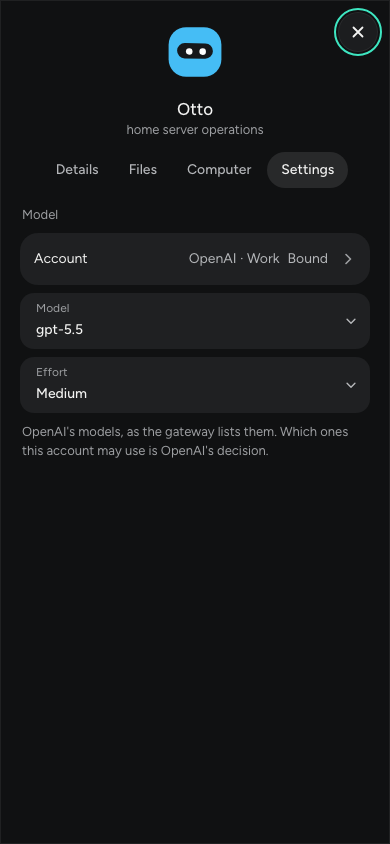 Otto
home server operations
Details Files Computer Settings
Model
Account OpenAI · Work Bound
Model
gpt-5.5
Effort
Medium
OpenAI's models, as the gateway lists them. Which ones
this account may use is OpenAI's decision.